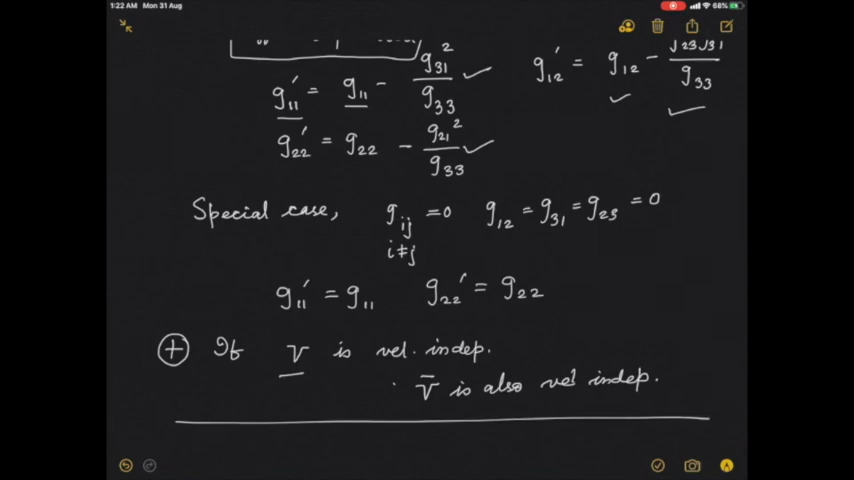 1:22 AM Mon 31 Aug
68%
g₁₁' = g₁₁ - g₃₁²/g₃₃
g₁₂' = g₁₂ - g₂₃g₃₁/g₃₃
g₂₂' = g₂₂ - g₂₁²/g₃₃
Special case, g_ij = 0 g₁₂ = g₃₁ = g₂₃ = 0
i≠j
g₁₁' = g₁₁ g₂₂' = g₂₂
+ If V is vel. indep.
V̄ is also vel indep.